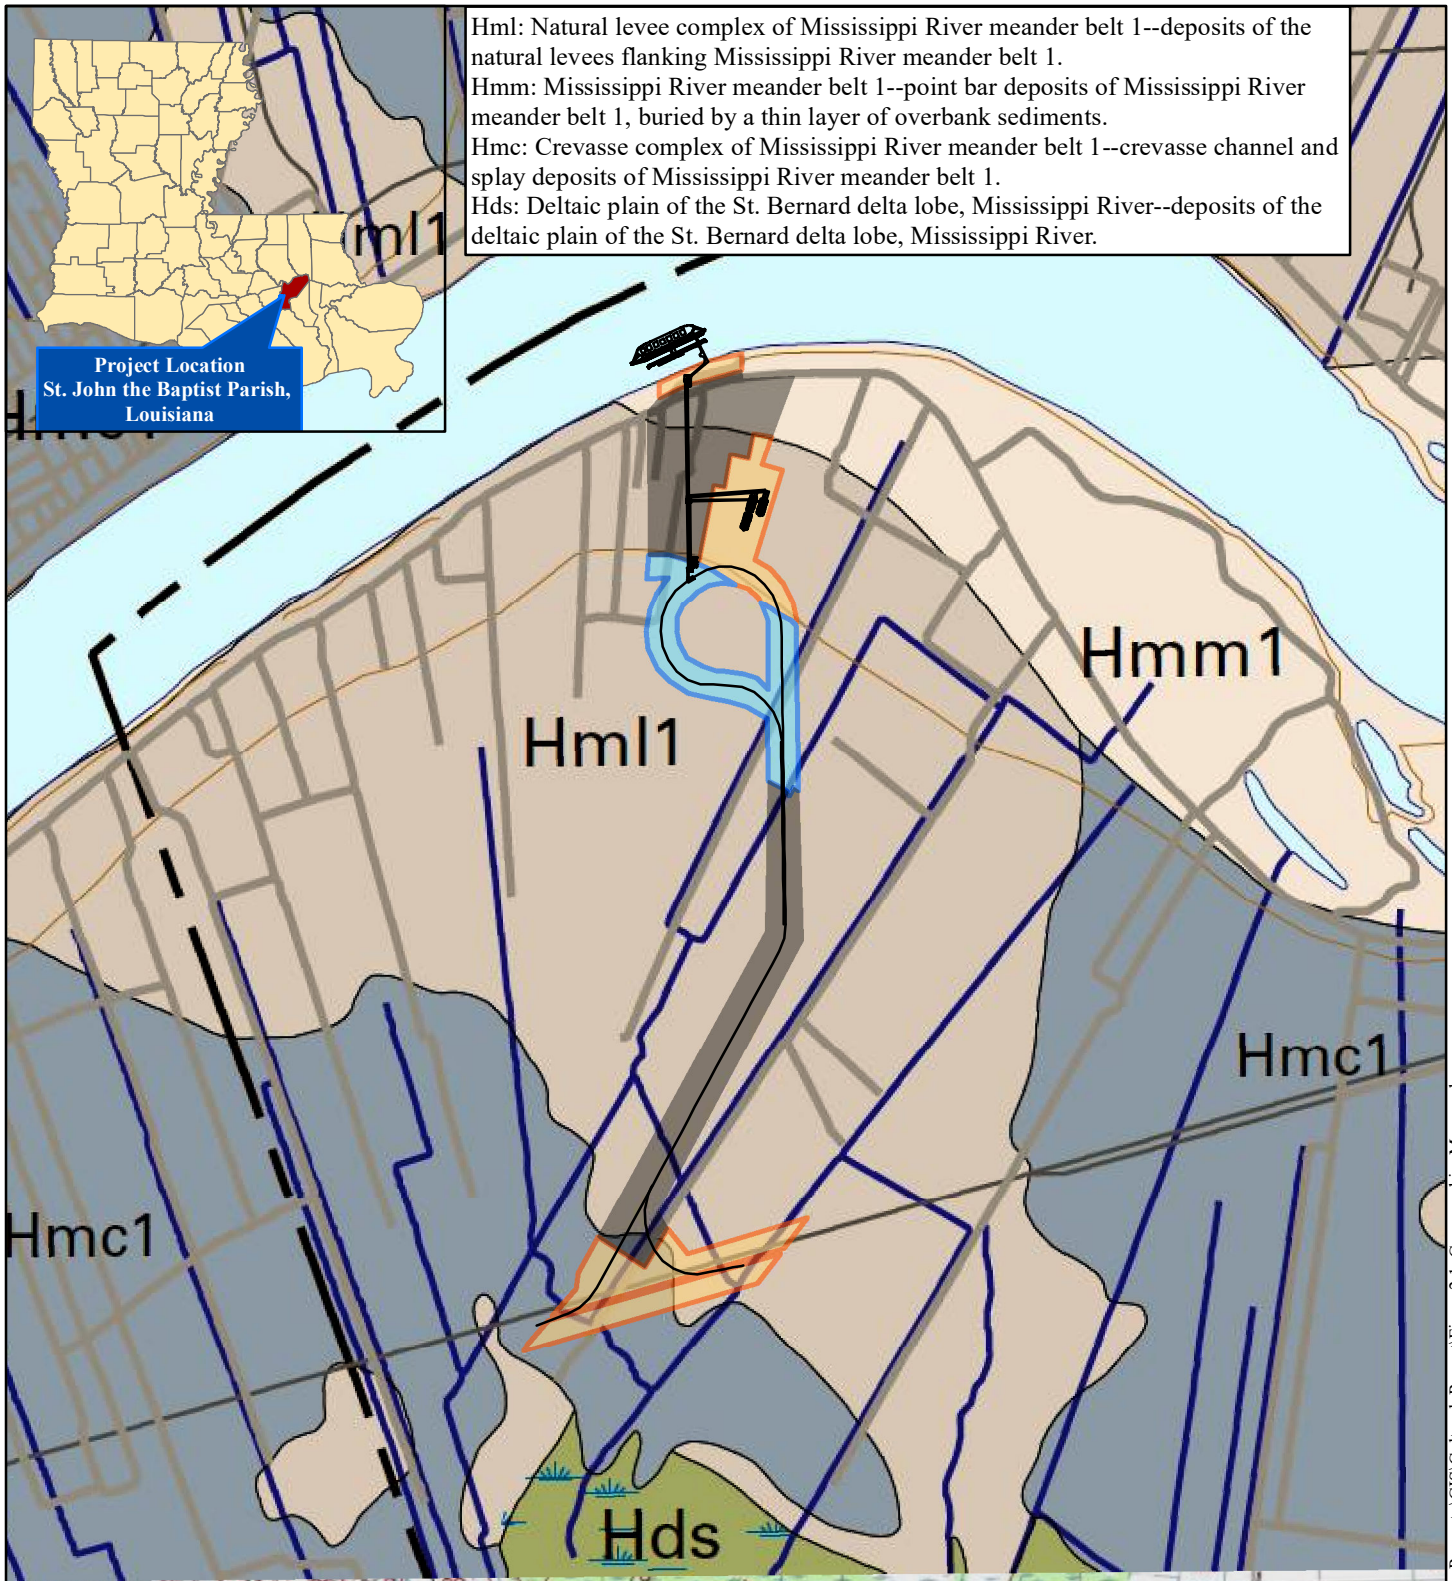 Hml: Natural levee complex of Mississippi River meander belt 1--deposits of the
natural levees flanking Mississippi River meander belt 1.
Hmm: Mississippi River meander belt 1--point bar deposits of Mississippi River
meander belt 1, buried by a thin layer of overbank sediments.
Hmc: Crevasse complex of Mississippi River meander belt 1--crevasse channel and
splay deposits of Mississippi River meander belt 1.
Hds: Deltaic plain of the St. Bernard delta lobe, Mississippi River--deposits of the
deltaic plain of the St. Bernard delta lobe, Mississippi River.
ml1
Project Location
St. John the Baptist Parish,
Louisiana
Hmm1
Hml1
Hmc1
Hmc1
Hds